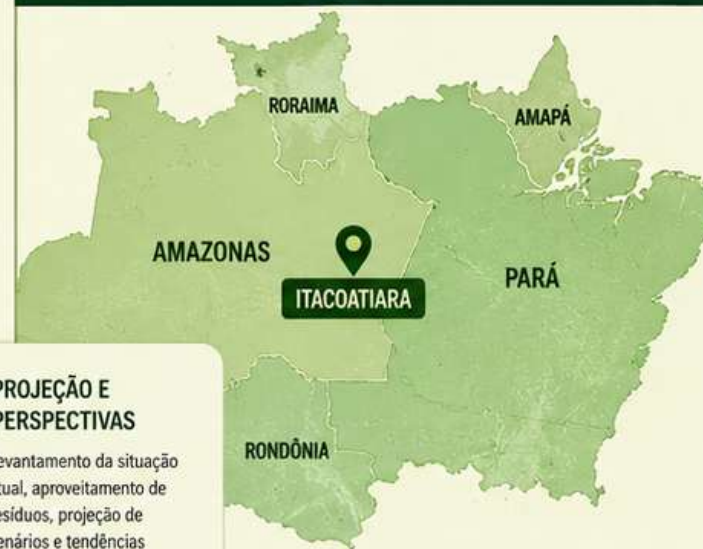 RORAIMA
AMAPÁ
AMAZONAS
PARÁ
ITACOATIARA
RONDÔNIA
PROJEÇÃO E
PERSPECTIVAS
evantamento da situação
tual, aproveitamento de
esíduos, projeção de
enários e tendências